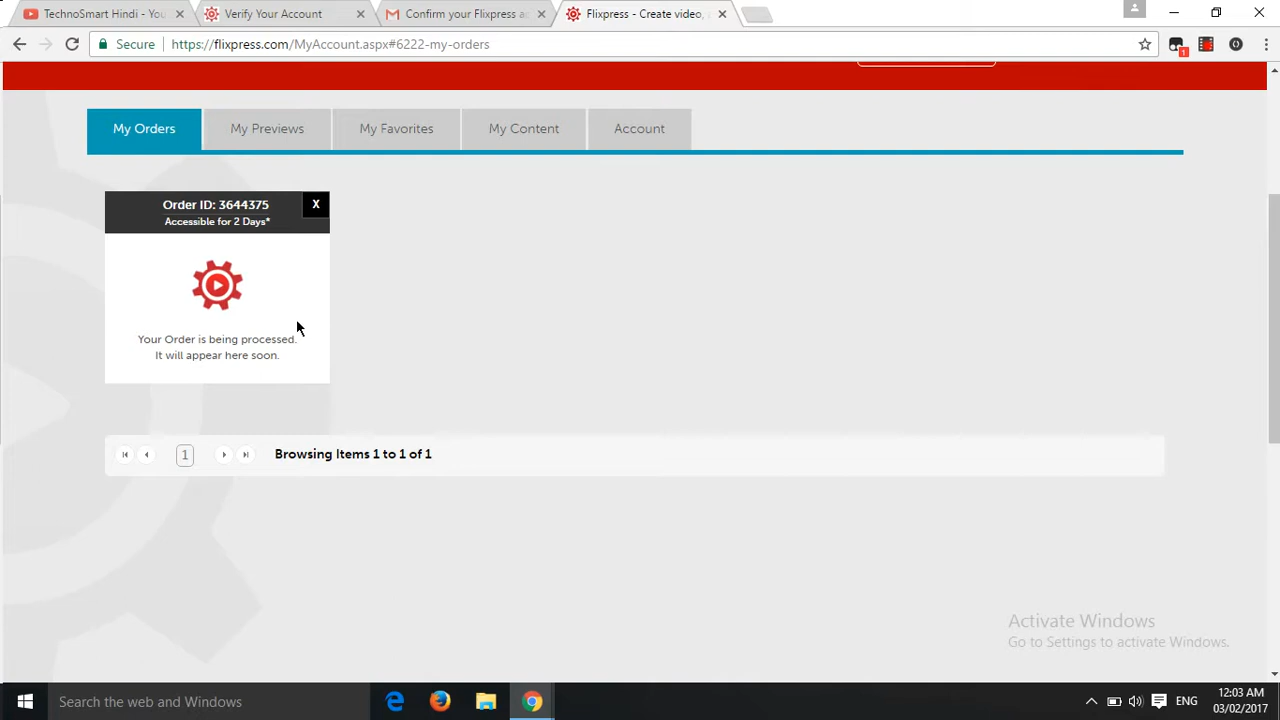 TechnoSmart Hindi - You
Verify Your Account
Confirm your Flixpress ac
Flixpress - Create video,
Secure
https://flixpress.com/MyAccount.aspx#6222-my-orders
1
My Orders
My Previews
My Favorites
My Content
Account
Order ID: 3644375
X
Accessible for 2 Days*
Your Order is being processed.
It will appear here soon.
1
Browsing Items 1 to 1 of 1
Activate Windows
Go to Settings to activate Windows.
Search the web and Windows
ENG
12:03 AM
03/02/2017